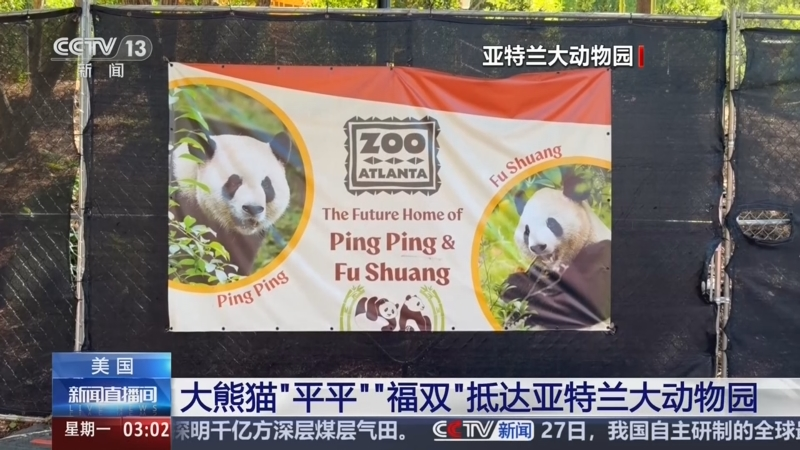 CCTV 13
新闻
亚特兰大动物园
ZOO
ATLANTA
The Future Home of
Ping Ping &
Fu Shuang
Ping Ping
Fu Shuang
美国
新闻直播间
大熊猫"平平""福双"抵达亚特兰大动物园
星期一 03:02
深明千亿方深层煤层气田。 CCTV新闻 27日，我国自主研制的全球最